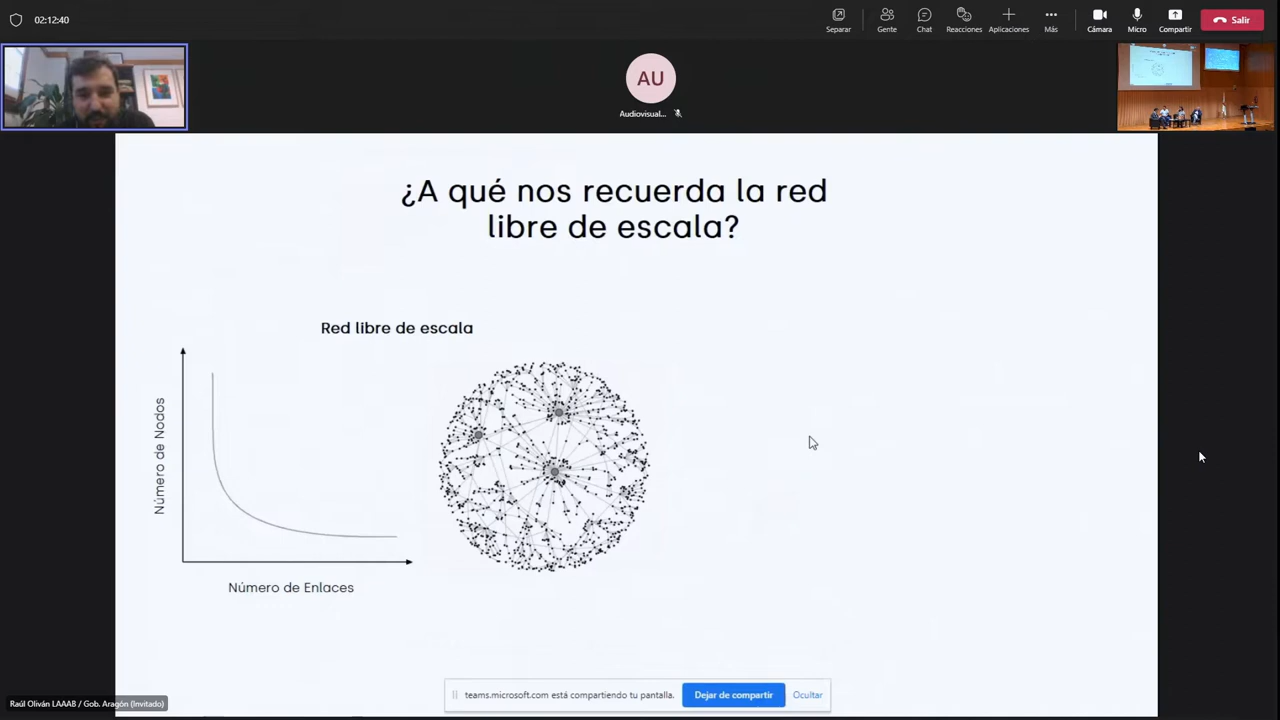 02:12:40
Separar
Gente
Chat
Reacciones
Aplicaciones
Más
Cámara
Micro
Compartir
Salir
AU
Audiovisual...
¿A qué nos recuerda la red
libre de escala?
Red libre de escala
Número de Nodos
Número de Enlaces
teams.microsoft.com está compartiendo tu pantalla.
Dejar de compartir
Ocultar
Raúl Oliván LAAAB / Gob. Aragón (Invitado)